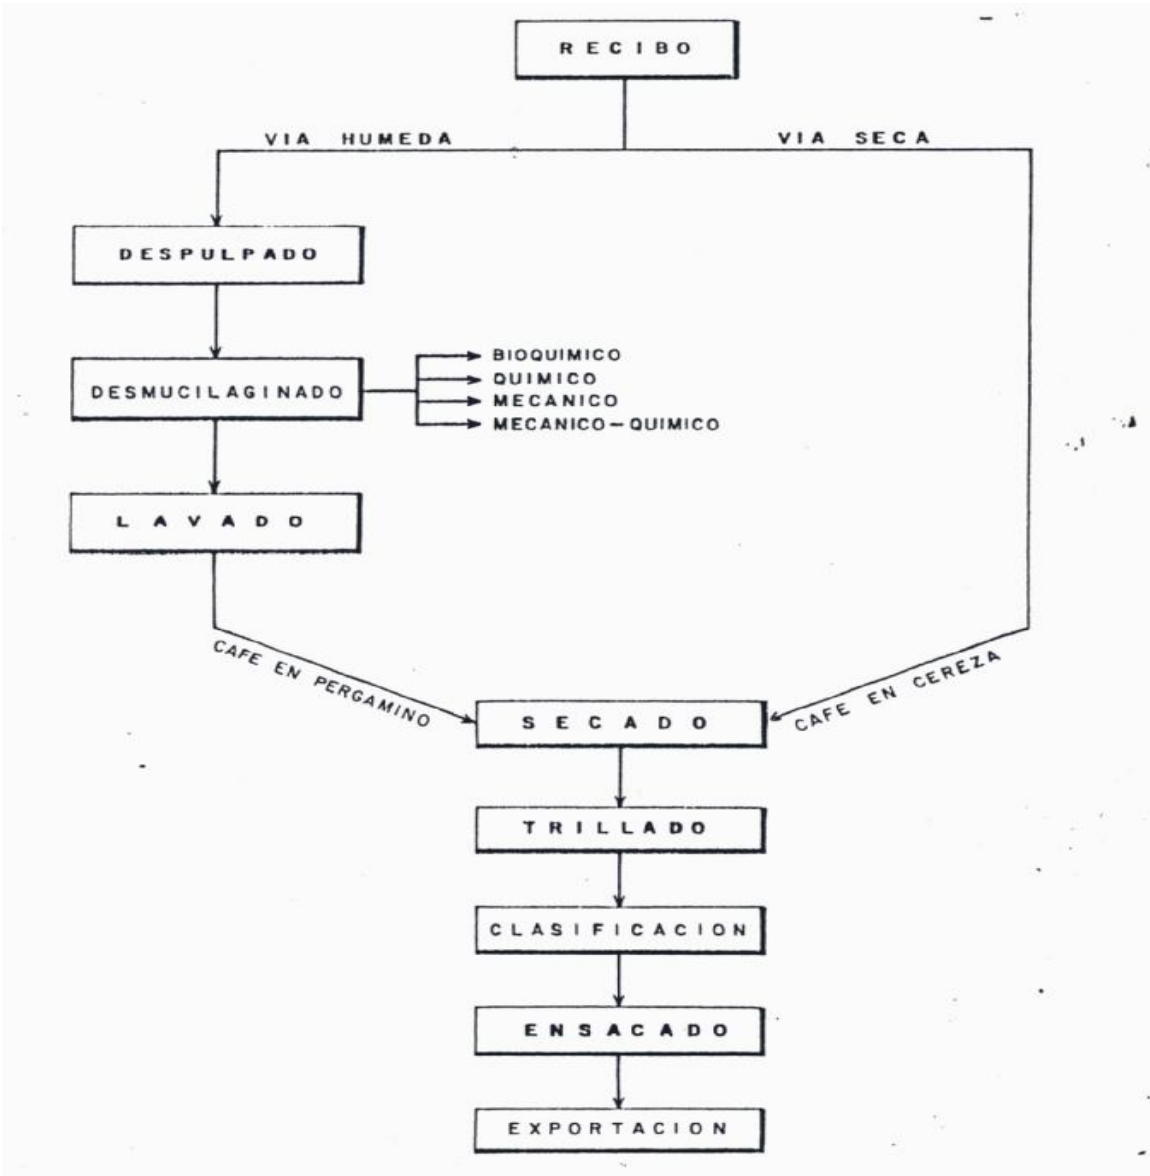 RECIBO
VIA HUMEDA
VIA SECA
DESPULPADO
DESMUCILAGINADO
BIOQUIMICO
QUIMICO
MECANICO
MECANICO-QUIMICO
LAVADO
CAFE EN PERGAMINO
CAFE EN CEREZA
SECADO
TRILLADO
CLASIFICACION
ENSACADO
EXPORTACION